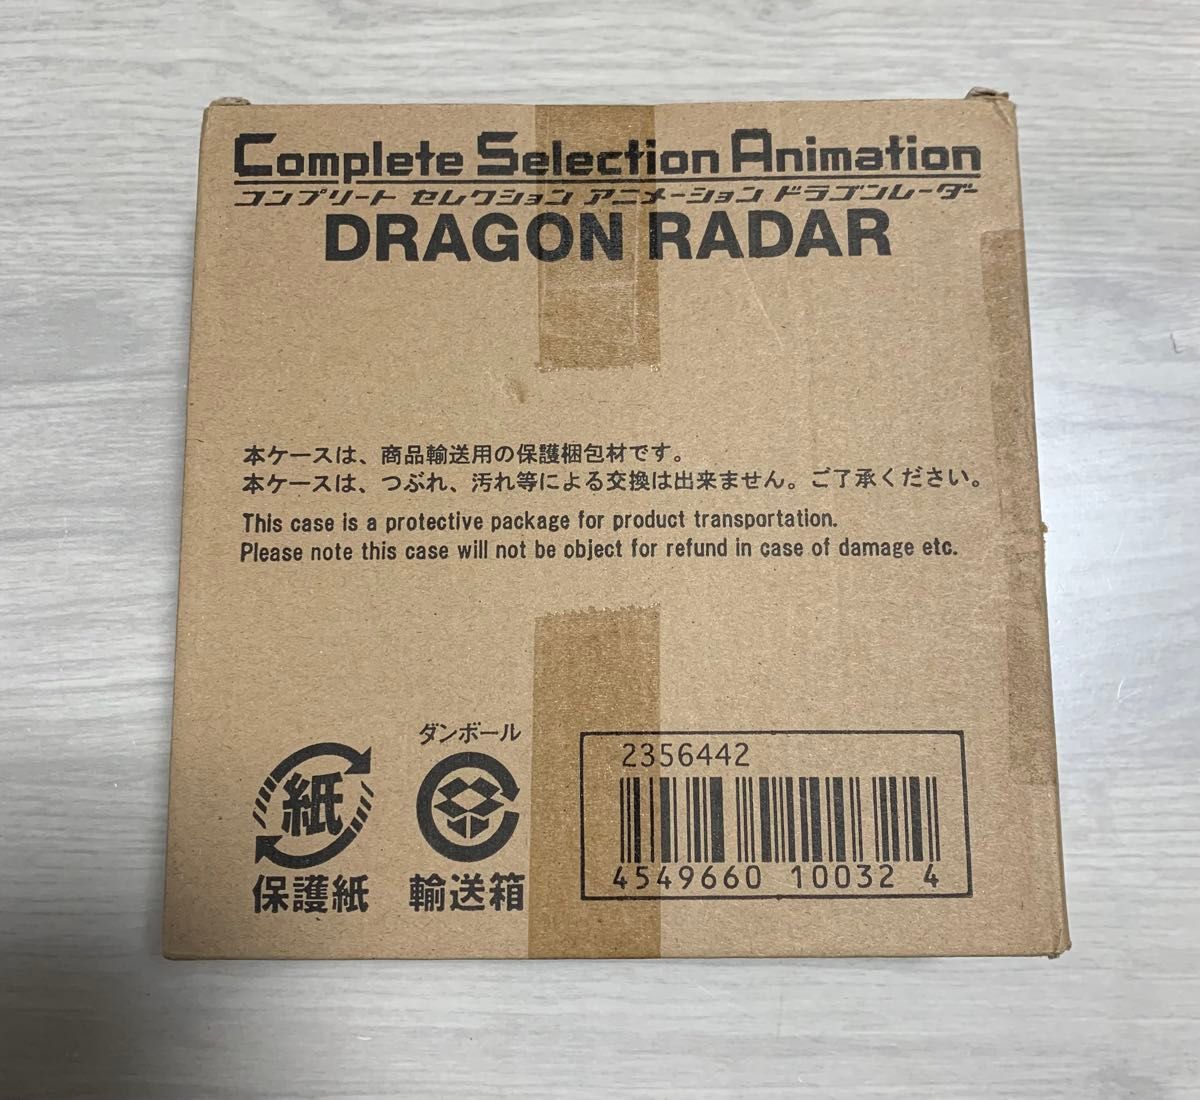 Complete Selection Animation
コンプリート セレクション アニメーション ドラゴンレーダー
DRAGON RADAR
本ケースは、商品輸送用の保護梱包材です。
本ケースは、つぶれ、汚れ等による交換は出来ません。ご了承ください。
This case is a protective package for product transportation.
Please note this case will not be object for refund in case of damage etc.
紙
保護紙
ダンボール
輸送箱
2356442
4549660 10032 4